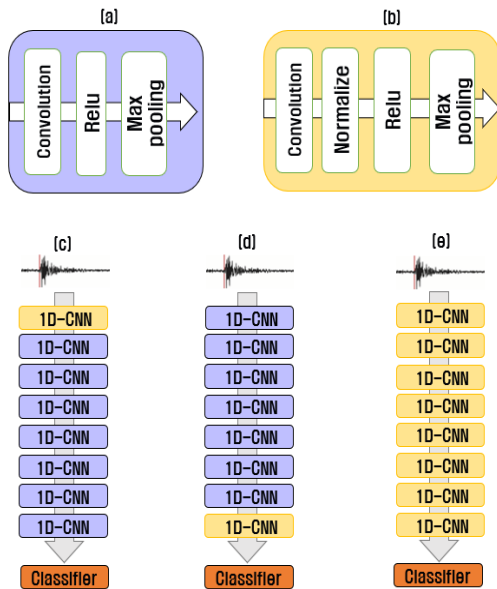 (a)
Convolution
Relu
Max
pooling
(b)
Convolution
Normalize
Relu
Max
pooling
(c)
1D-CNN
1D-CNN
1D-CNN
1D-CNN
1D-CNN
1D-CNN
1D-CNN
1D-CNN
Classifier
(d)
1D-CNN
1D-CNN
1D-CNN
1D-CNN
1D-CNN
1D-CNN
1D-CNN
1D-CNN
Classifier
(e)
1D-CNN
1D-CNN
1D-CNN
1D-CNN
1D-CNN
1D-CNN
1D-CNN
1D-CNN
Classifier